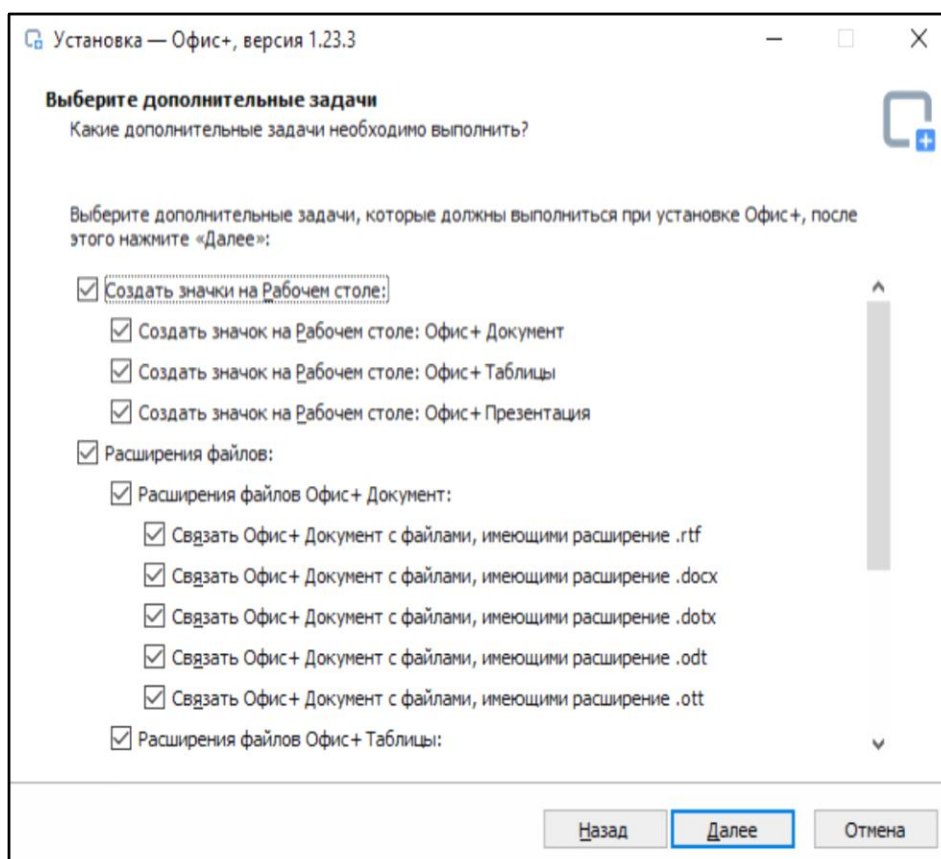 Установка — Офис+, версия 1.23.3
Выберите дополнительные задачи
Какие дополнительные задачи необходимо выполнить?
Выберите дополнительные задачи, которые должны выполниться при установке Офис+, после
этого нажмите «Далее»:
Создать значки на Рабочем столе:
Создать значок на Рабочем столе: Офис+ Документ
Создать значок на Рабочем столе: Офис+ Таблицы
Создать значок на Рабочем столе: Офис+ Презентация
Расширения файлов:
Расширения файлов Офис+ Документ:
Связать Офис+ Документ с файлами, имеющими расширение .rtf
Связать Офис+ Документ с файлами, имеющими расширение .docx
Связать Офис+ Документ с файлами, имеющими расширение .dotx
Связать Офис+ Документ с файлами, имеющими расширение .odt
Связать Офис+ Документ с файлами, имеющими расширение .ott
Расширения файлов Офис+ Таблицы:
Назад Далее Отмена